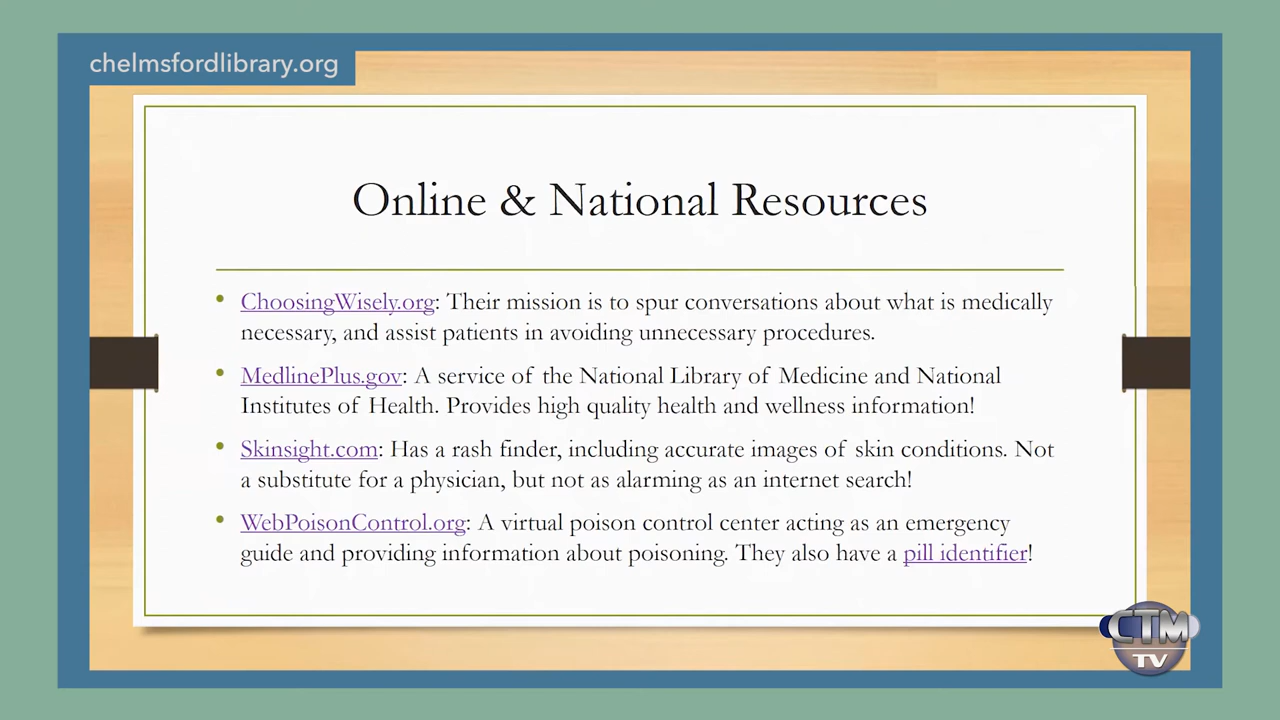 chelmsfordlibrary.org
Online & National Resources
• ChoosingWisely.org: Their mission is to spur conversations about what is medically
necessary, and assist patients in avoiding unnecessary procedures.
• MedlinePlus.gov: A service of the National Library of Medicine and National
Institutes of Health. Provides high quality health and wellness information!
• Skinsight.com: Has a rash finder, including accurate images of skin conditions. Not
a substitute for a physician, but not as alarming as an internet search!
• WebPoisonControl.org: A virtual poison control center acting as an emergency
guide and providing information about poisoning. They also have a pill identifier!
CTM
TV